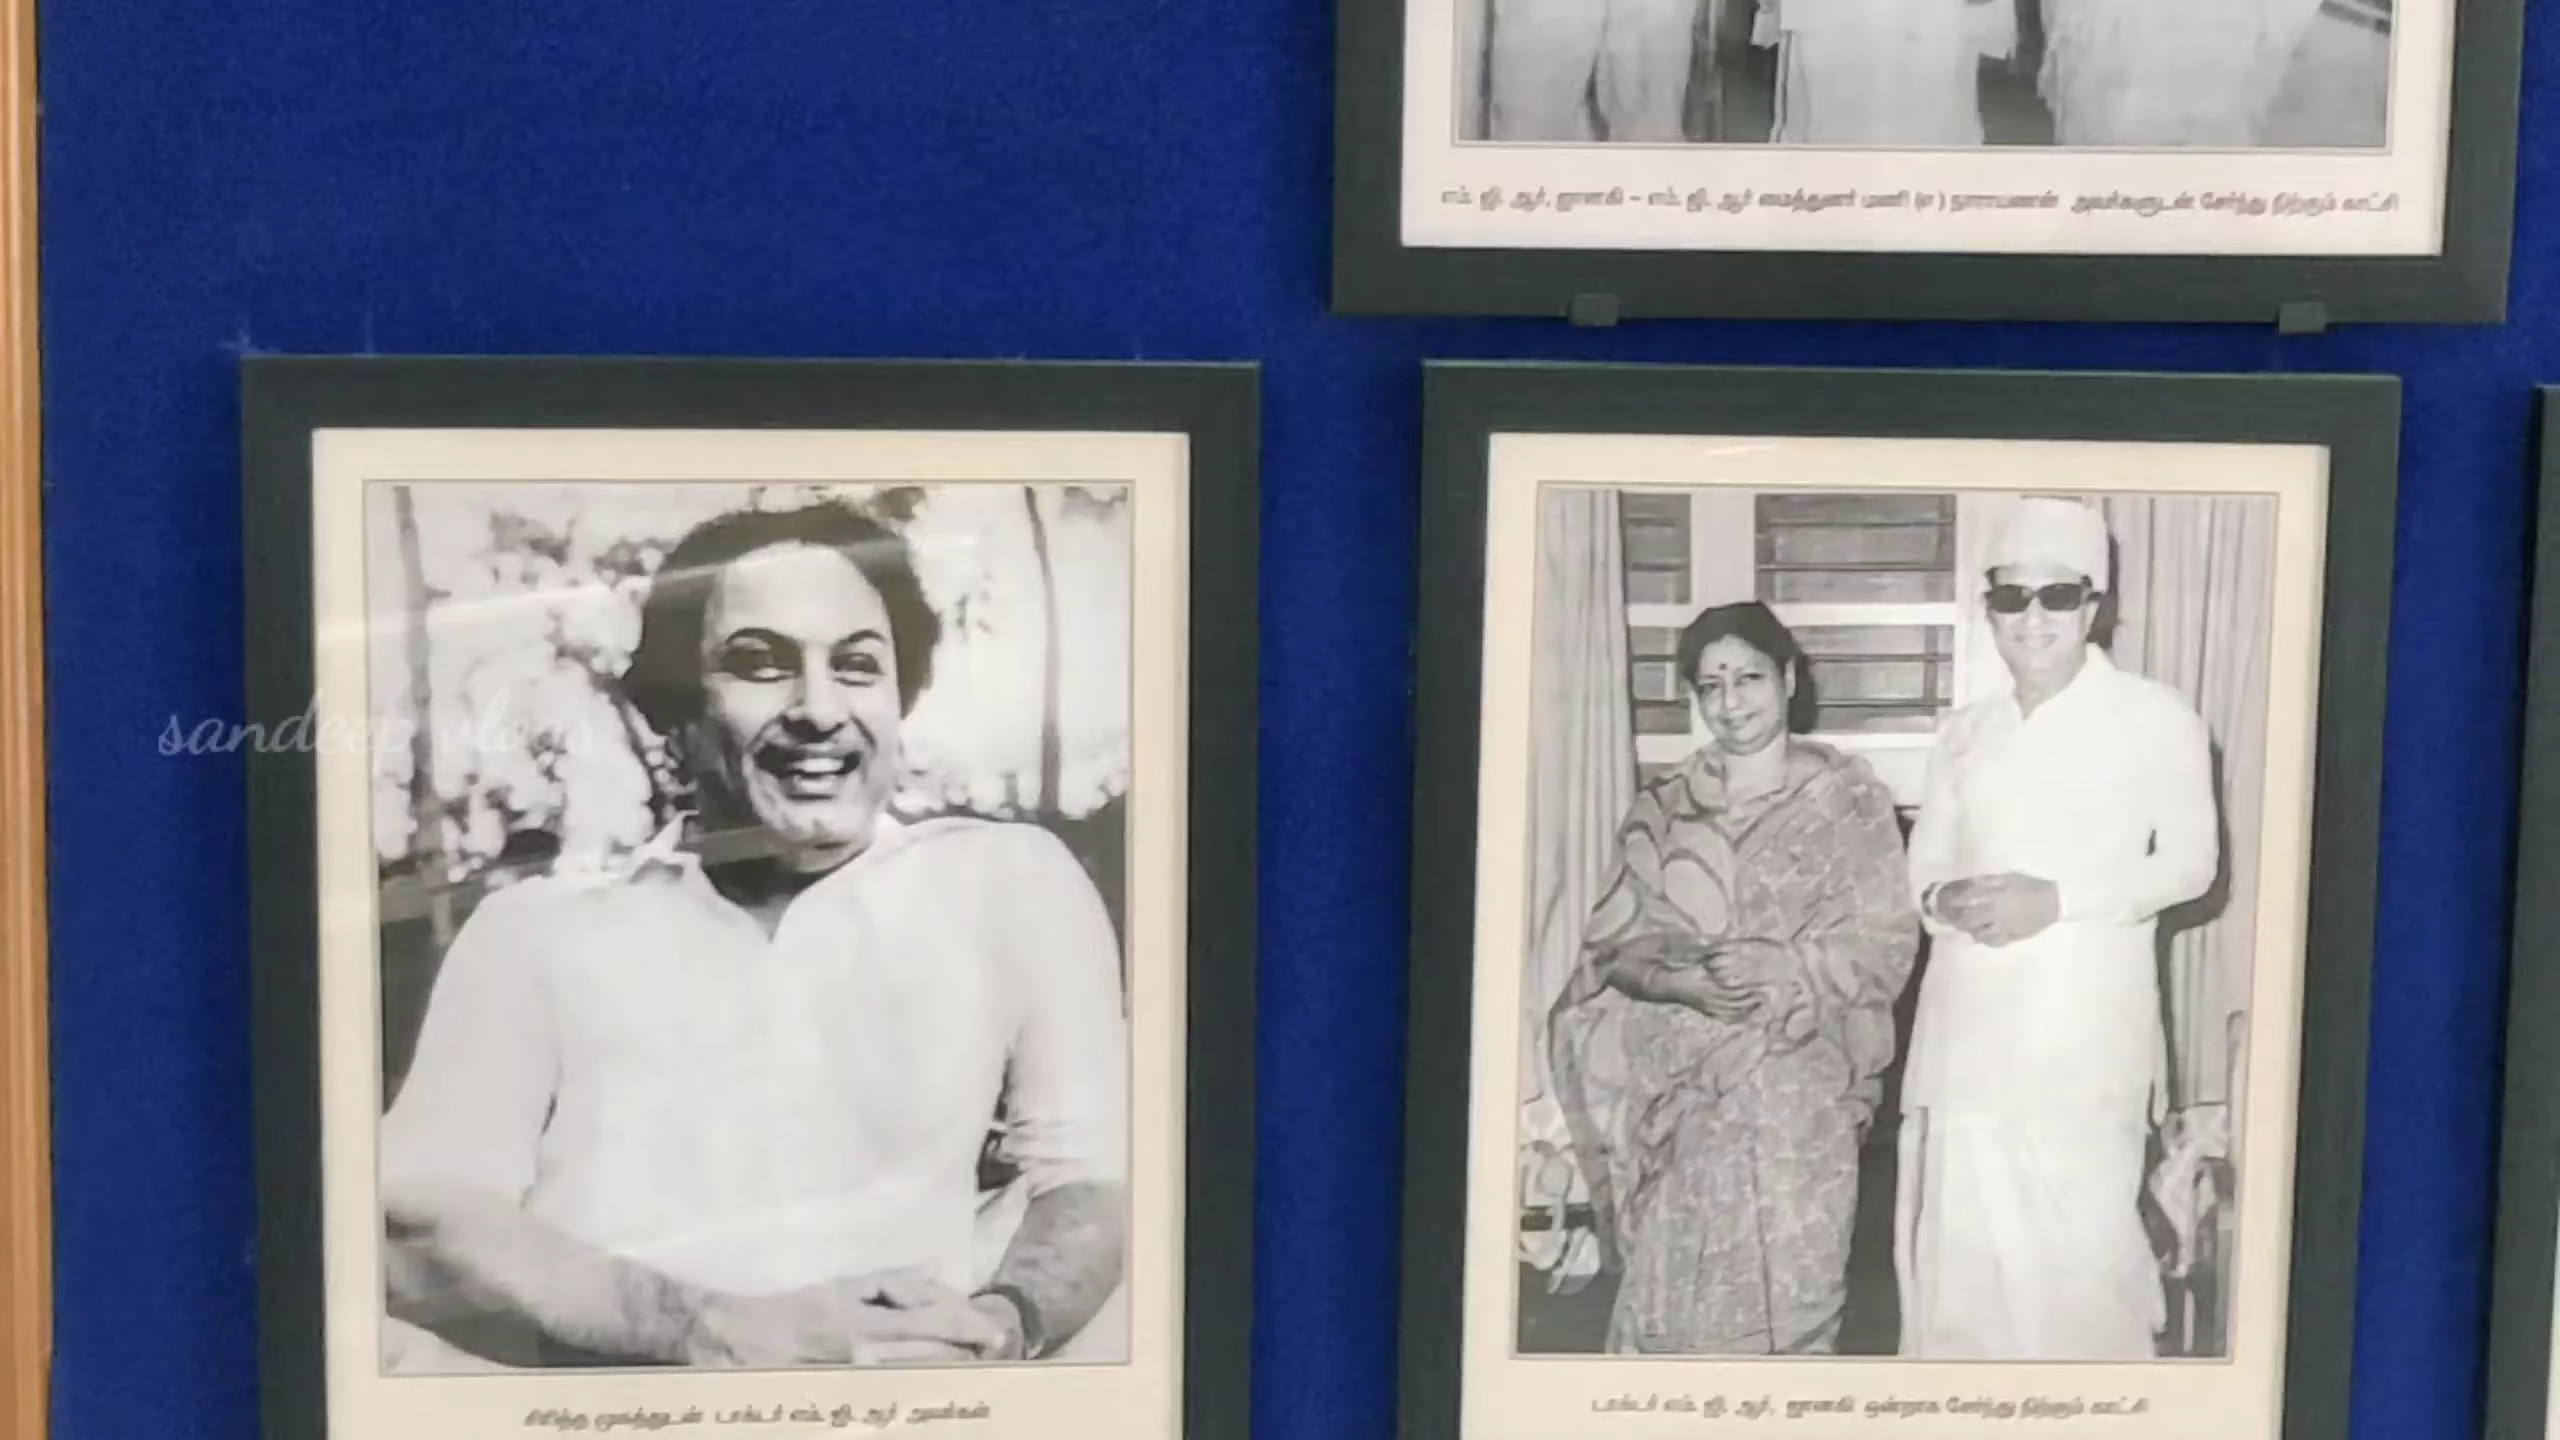 எம். ஜி. ஆர், ஜானகி – எம். ஜி. ஆர் மைத்துனர் மணி (எ) நாராயணன் அவர்களுடன் சேர்ந்து நிற்கும் காட்சி
sandeep vlogs
சிரித்த முகத்துடன் டாக்டர் எம். ஜி. ஆர் அவர்கள்
டாக்டர் எம். ஜி. ஆர், ஜானகி ஒன்றாக சேர்ந்து நிற்கும் காட்சி